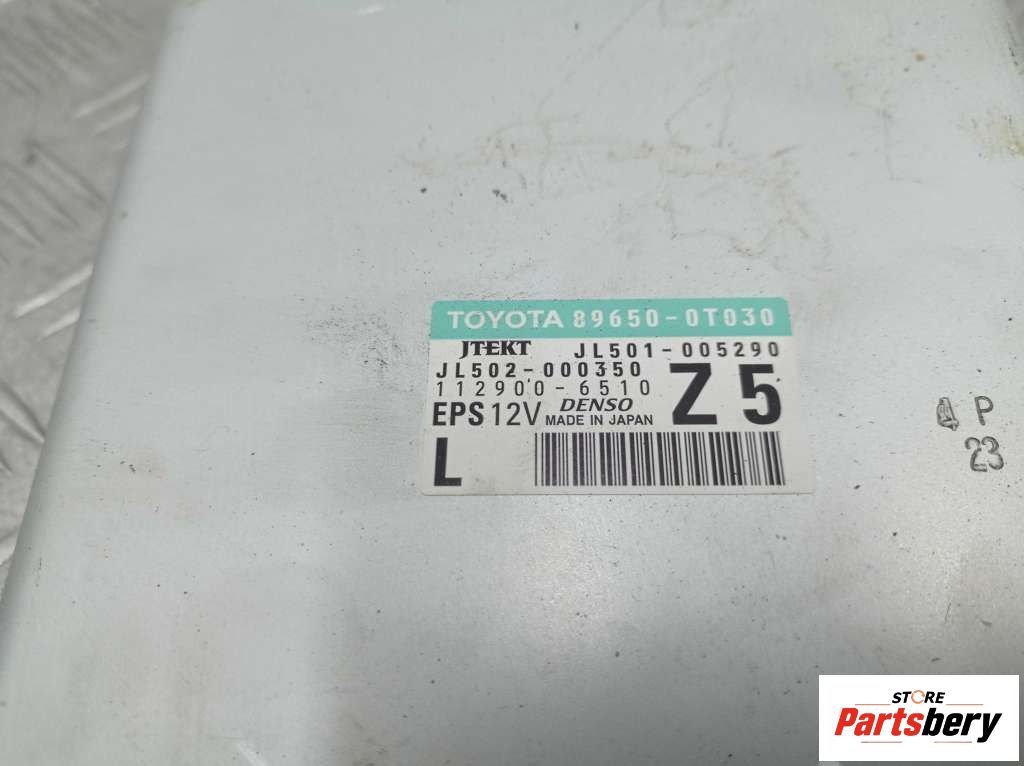 TOYOTA 89650-0T030
JTEKT JL501-005290
JL502-000350
112900-6510
EPS 12V DENSO MADE IN JAPAN Z5
L
4 P
23
STORE
Partsbery